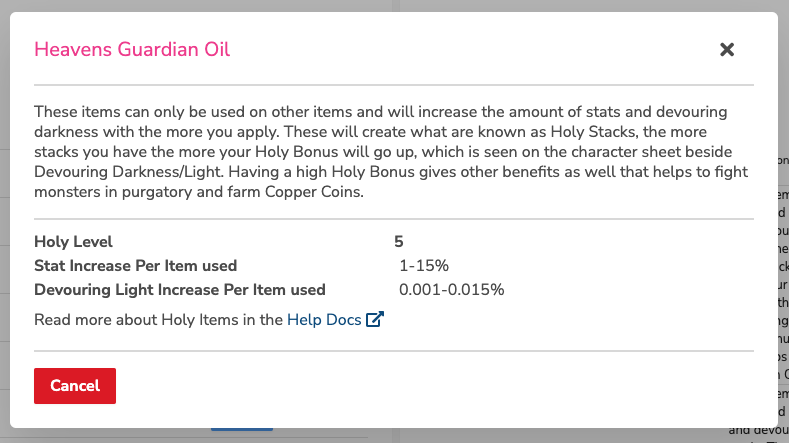 Heavens Guardian Oil
These items can only be used on other items and will increase the amount of stats and devouring
darkness with the more you apply. These will create what are known as Holy Stacks, the more
stacks you have the more your Holy Bonus will go up, which is seen on the character sheet beside
Devouring Darkness/Light. Having a high Holy Bonus gives other benefits as well that helps to fight
monsters in purgatory and farm Copper Coins.
Holy Level 5
Stat Increase Per Item used 1-15%
Devouring Light Increase Per Item used 0.001-0.015%
Read more about Holy Items in the Help Docs
Cancel